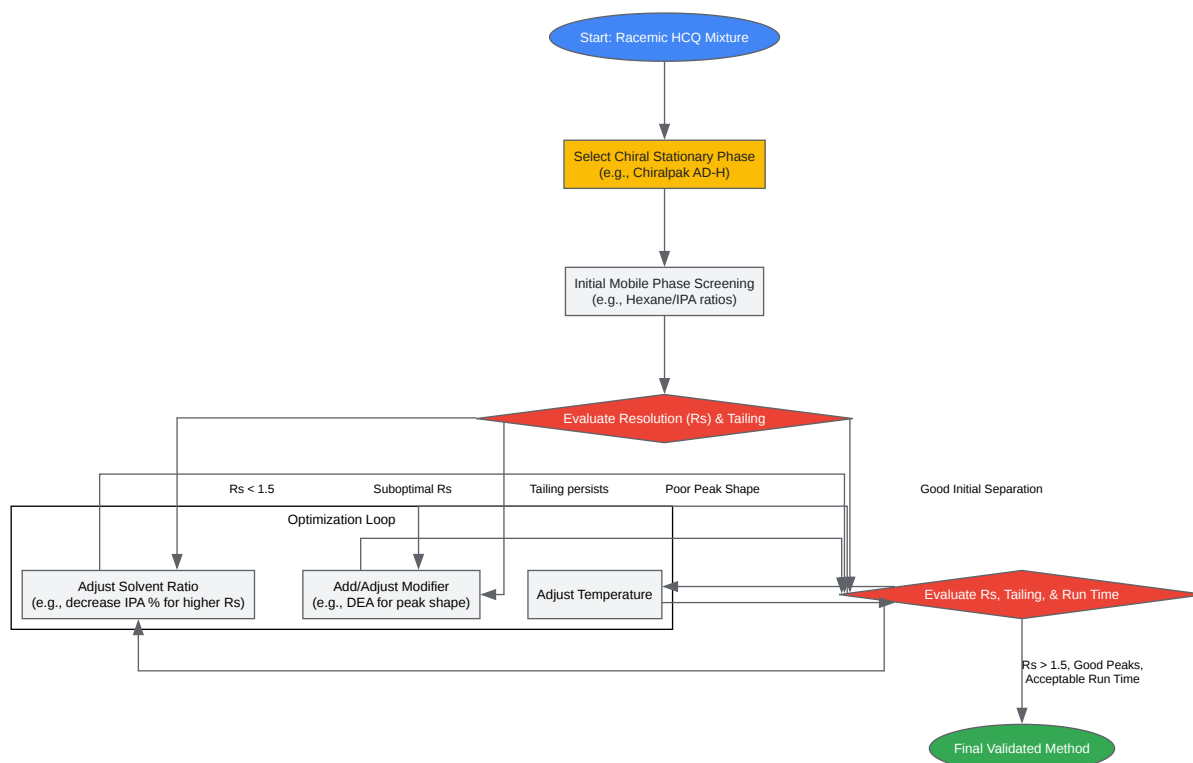 Start: Racemic HCQ Mixture
Select Chiral Stationary Phase
(e.g., Chiralpak AD-H)
Initial Mobile Phase Screening
(e.g., Hexane/IPA ratios)
Evaluate Resolution (Rs) & Tailing
Rs < 1.5
Suboptimal Rs
Tailing persists
Poor Peak Shape
Good Initial Separation
Optimization Loop
Adjust Solvent Ratio
(e.g., decrease IPA % for higher Rs)
Add/Adjust Modifier
(e.g., DEA for peak shape)
Adjust Temperature
Evaluate Rs, Tailing, & Run Time
Rs > 1.5, Good Peaks,
Acceptable Run Time
Final Validated Method